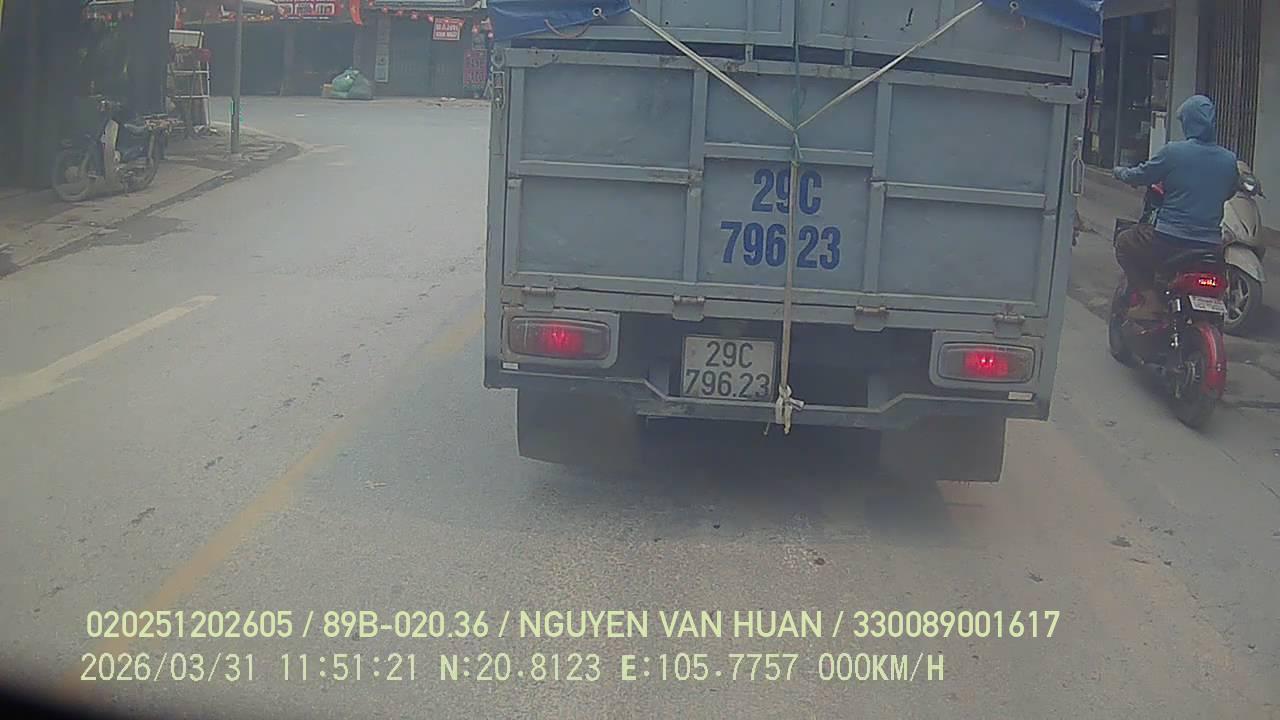 29C
796 23
29C
796.23
020251202605 / 89B-020.36 / NGUYEN VAN HUAN / 330089001617
2026/03/31 11:51:21 N:20.8123 E:105.7757 000KM/H